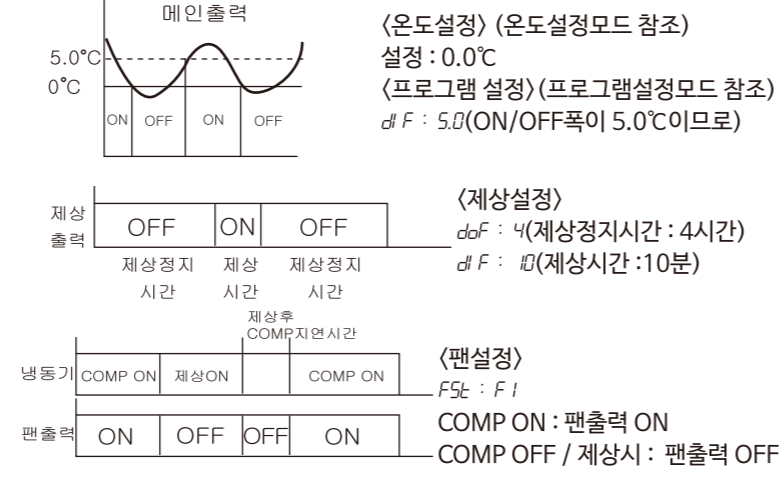 메인출력
5.0°C
0°C
ON OFF ON OFF
〈온도설정〉 (온도설정모드 참조)
설정 : 0.0℃
〈프로그램 설정〉(프로그램설정모드 참조)
dI F : 5.0(ON/OFF폭이 5.0℃이므로)
제상
출력
OFF ON OFF
제상정지
시간
제상
시간
제상정지
시간
〈제상설정〉
doF : 4(제상정지시간 : 4시간)
dI F : 10(제상시간 :10분)
제상후
COMP지연시간
냉동기 COMP ON 제상ON COMP ON
팬출력 ON OFF OFF ON
〈팬설정〉
FSt : F1
COMP ON : 팬출력 ON
COMP OFF / 제상시 : 팬출력 OFF